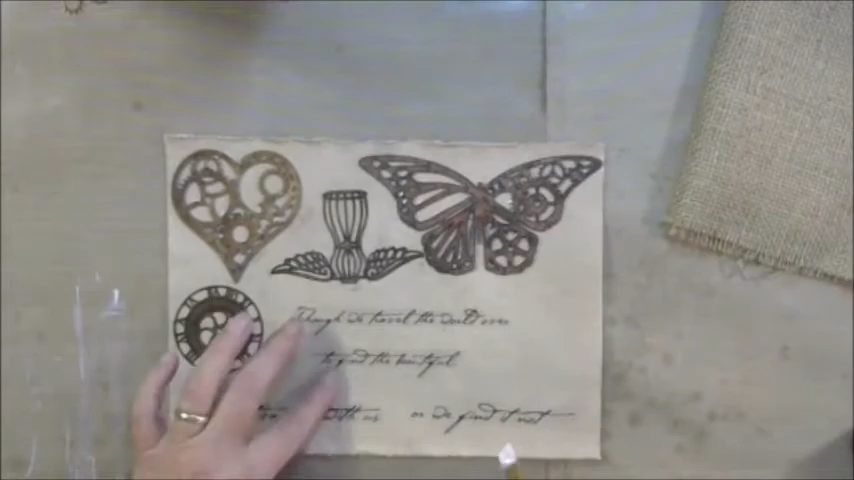 Though we travel the world over
to find the beautiful
with us or we find it not